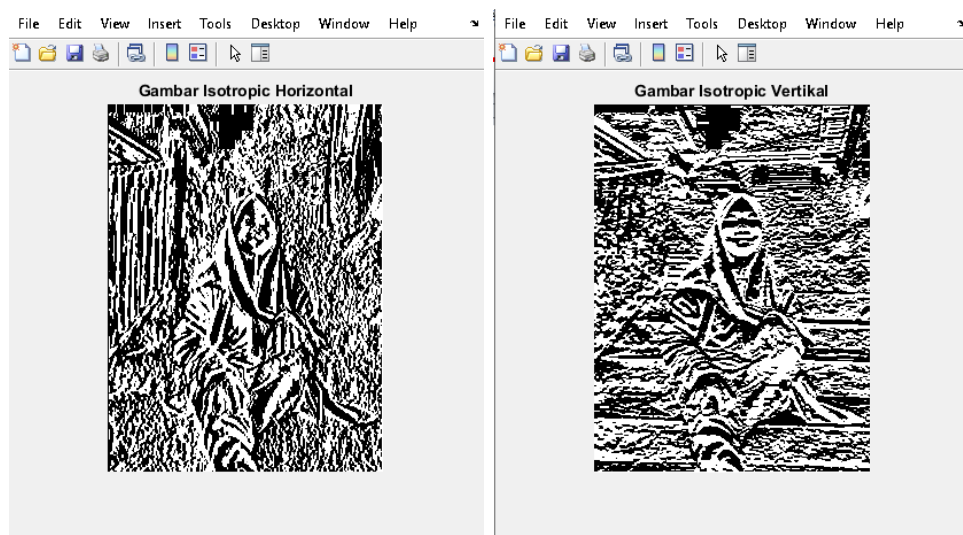 File Edit View Insert Tools Desktop Window Help
Gambar Isotropic Horizontal
File Edit View Insert Tools Desktop Window Help
Gambar Isotropic Vertikal